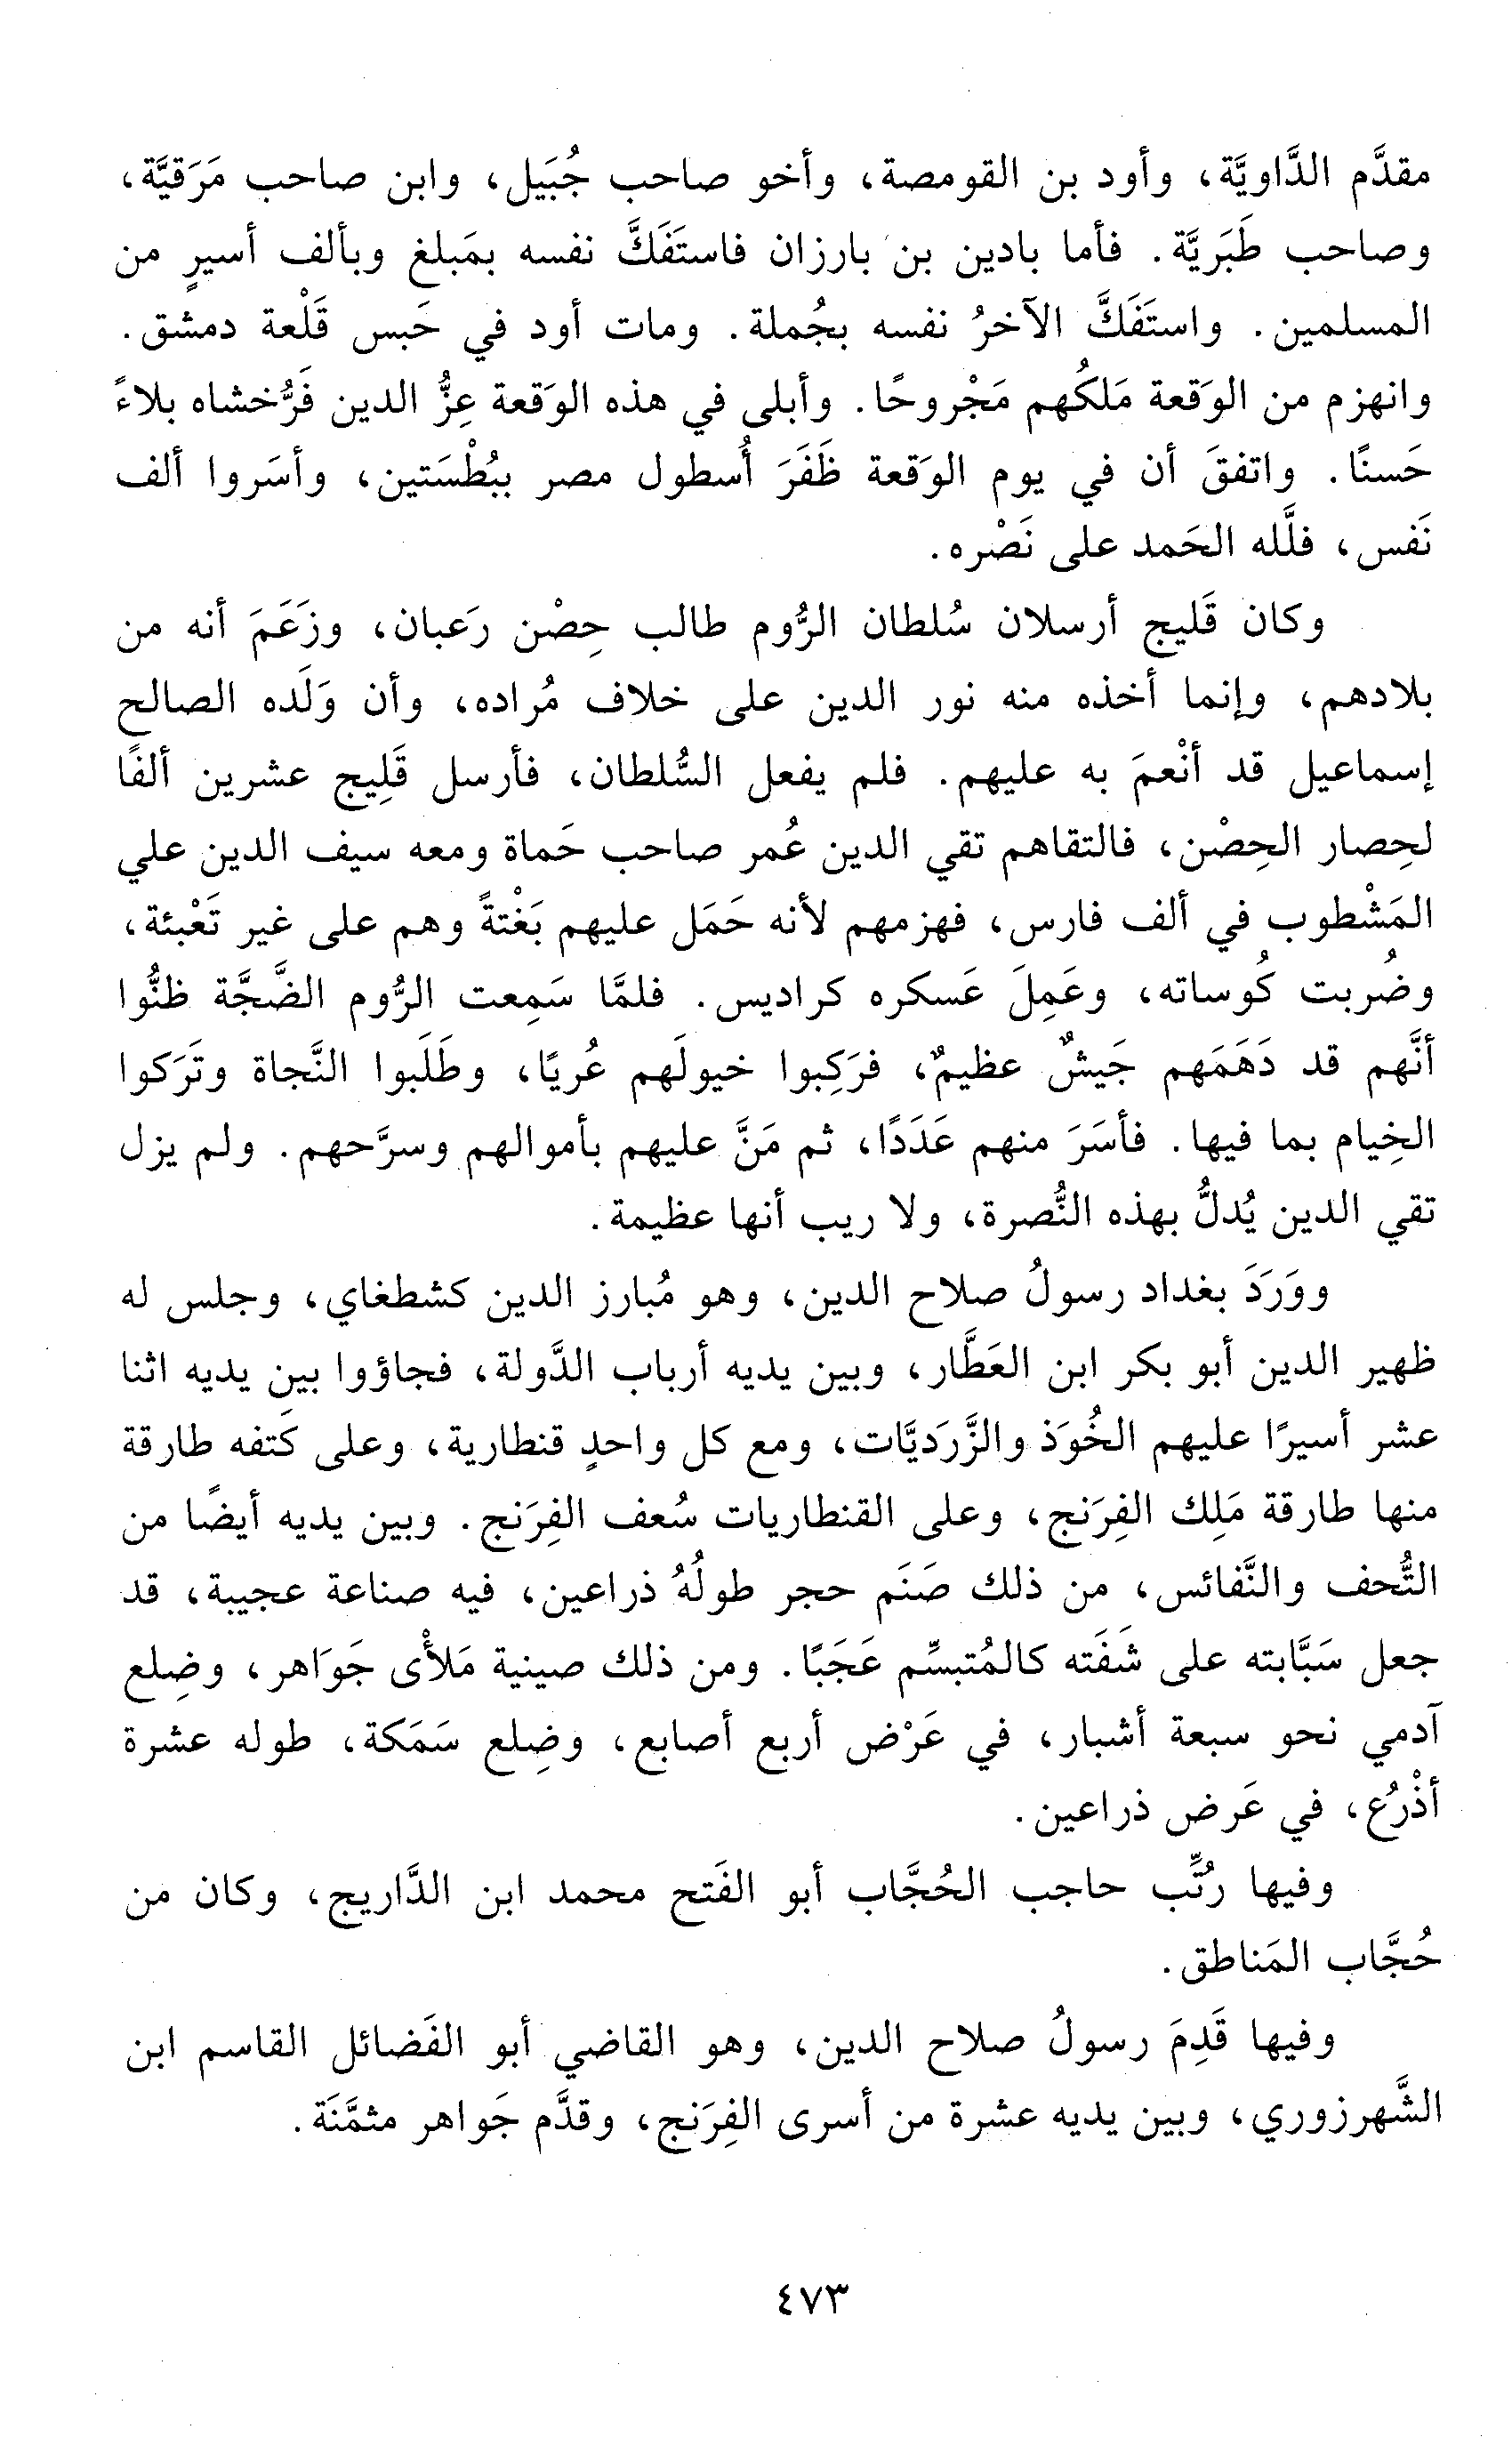 مقدَّم الدَّاويَّة، وأود بن القومصة، وأخو صاحب جُبَيل، وابن صاحب مَرَقيَّة،
وصاحب طَبَريَّة. فأما بادين بن بارزان فاستَفَكَّ نفسه بمَبلغ وبألف أسيرٍ من
المسلمين. واستَفَكَّ الآخرُ نفسه بجُملة. ومات أود في حَبس قَلْعة دمشق.
وانهزم من الوَقعة مَلكُهم مَجْروحًا. وأبلى في هذه الوَقعة عِزُّ الدين فَرُّخشاه بلاءً
حَسنًا. واتفقَ أن في يوم الوَقعة ظَفَرَ أُسطول مصر ببُطْسَتين، وأسَروا ألف
نَفس، فلَّله الحَمد على نَصْره.
وكان قَليج أرسلان سُلطان الرُّوم طالب حِصْن رَعبان، وزَعَمَ أنه من
بلادهم، وإنما أخذه منه نور الدين على خلاف مُراده، وأن وَلَده الصالح
إسماعيل قد أنْعمَ به عليهم. فلم يفعل السُّلطان، فأرسل قَلِيج عشرين ألفًا
لحِصار الحِصْن، فالتقاهم تقي الدين عُمر صاحب حَماة ومعه سيف الدين علي
المَشْطوب في ألف فارس، فهزمهم لأنه حَمَل عليهم بَغْتةً وهم على غير تَعْبئة،
وضُربت كُوساته، وعَمِلَ عَسكره كراديس. فلمَّا سَمِعت الرُّوم الضَّجَّة ظنُّوا
أنَّهم قد دَهَمَهم جَيشٌ عظيمٌ، فرَكِبوا خيولَهم عُريًا، وطَلَبوا النَّجاة وتَرَكوا
الخِيام بما فيها. فأسَرَ منهم عَدَدًا، ثم مَنَّ عليهم بأموالهم وسرَّحهم. ولم يزل
تقي الدين يُدلُّ بهذه النُّصرة، ولا ريب أنها عظيمة.
ووَرَدَ بغداد رسولُ صلاح الدين، وهو مُبارز الدين كشطغاي، وجلس له
ظهير الدين أبو بكر ابن العَطَّار، وبين يديه أرباب الدَّولة، فجاؤوا بين يديه اثنا
عشر أسيرًا عليهم الخُوَذ والزَّرَديَّات، ومع كل واحدٍ قنطارية، وعلى كَتفه طارقة
منها طارقة مَلِك الفِرَنج، وعلى القنطاريات سُعف الفِرَنج. وبين يديه أيضًا من
التُّحف والنَّفائس، من ذلك صَنَم حجر طولُهُ ذراعين، فيه صناعة عجيبة، قد
جعل سَبَّابته على شَفَته كالمُتبسِّم عَجَبًا. ومن ذلك صينية مَلأْى جَوَاهر، وضِلع
آدمي نحو سبعة أشبار، في عَرْض أربع أصابع، وضِلع سَمَكة، طوله عشرة
أذْرُع، في عَرض ذراعين.
وفيها رُتِّب حاجب الحُجَّاب أبو الفَتح محمد ابن الدَّاريج، وكان من
حُجَّاب المَناطق.
وفيها قَدِمَ رسولُ صلاح الدين، وهو القاضي أبو الفَضائل القاسم ابن
الشَّهرزوري، وبين يديه عشرة من أسرى الفِرَنج، وقدَّم جَواهر مثمَّنَة.
٤٧٣